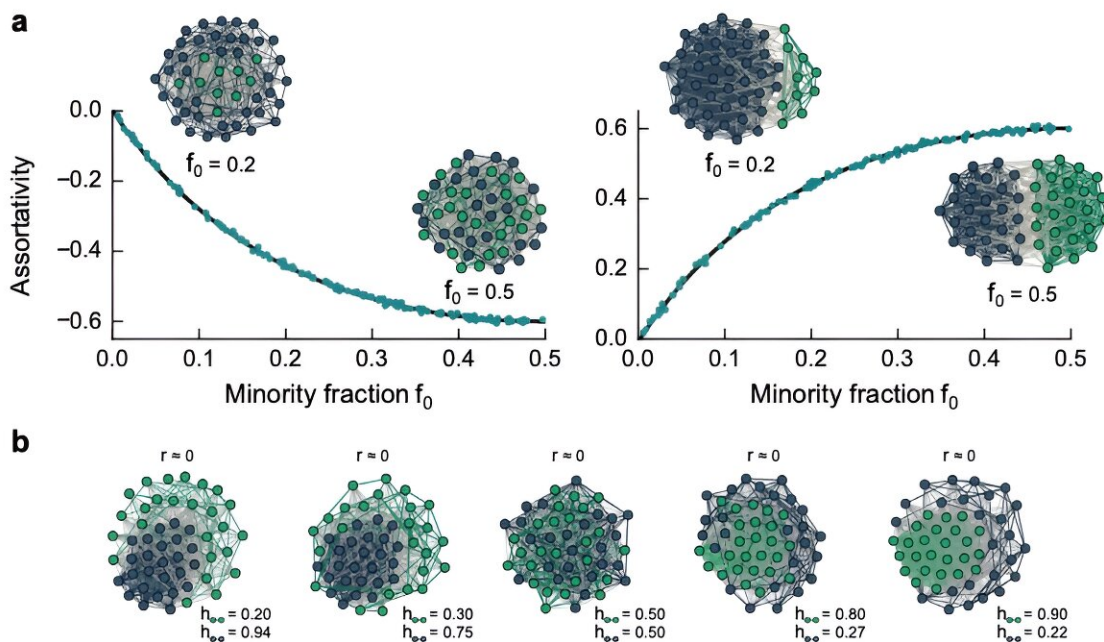 a
f₀ = 0.2
f₀ = 0.5
Assortativity
0.0
−0.2
−0.4
−0.6
0.0 0.1 0.2 0.3 0.4 0.5
Minority fraction f₀
f₀ = 0.2
f₀ = 0.5
0.6
0.4
0.2
0.0
0.0 0.1 0.2 0.3 0.4 0.5
Minority fraction f₀
b
r ≈ 0
h = 0.20
h = 0.94
r ≈ 0
h = 0.30
h = 0.75
r ≈ 0
h = 0.50
h = 0.50
r ≈ 0
h = 0.80
h = 0.27
r ≈ 0
h = 0.90
h = 0.22